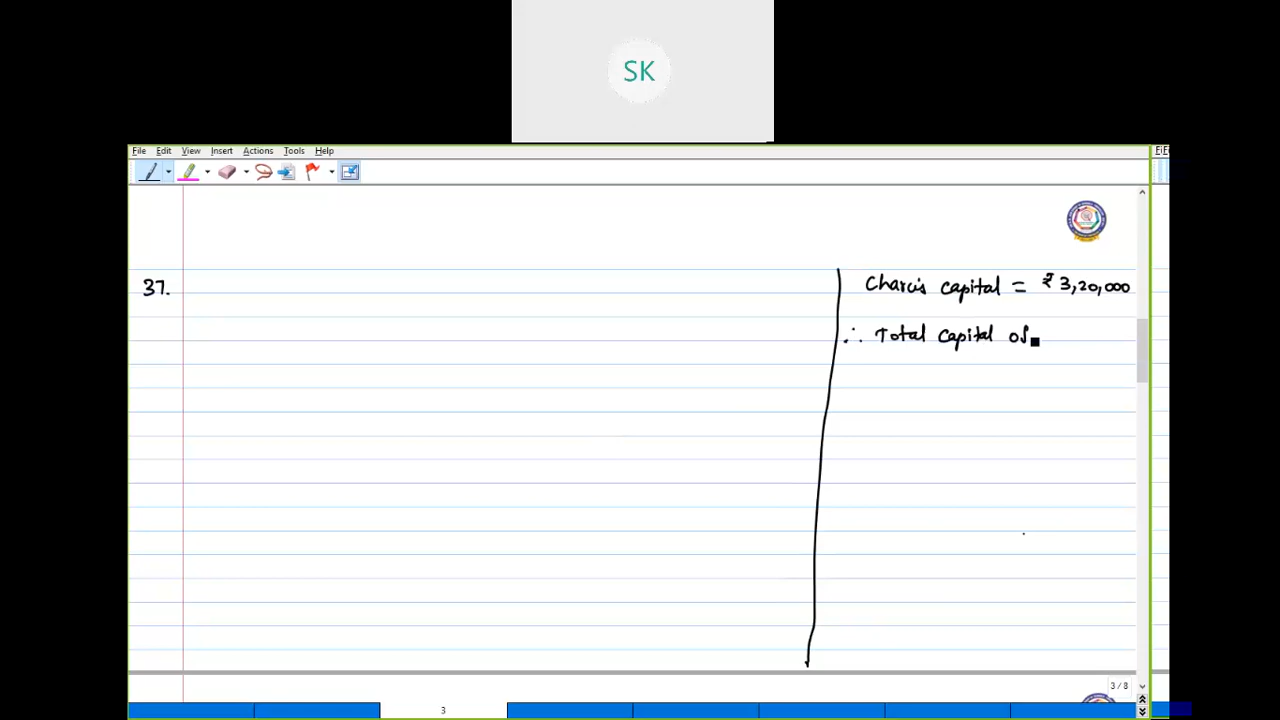 SK
File Edit View Insert Actions Tools Help
37.
Charu's capital = ₹ 3,20,000
∴ Total Capital of
3 / 8
3